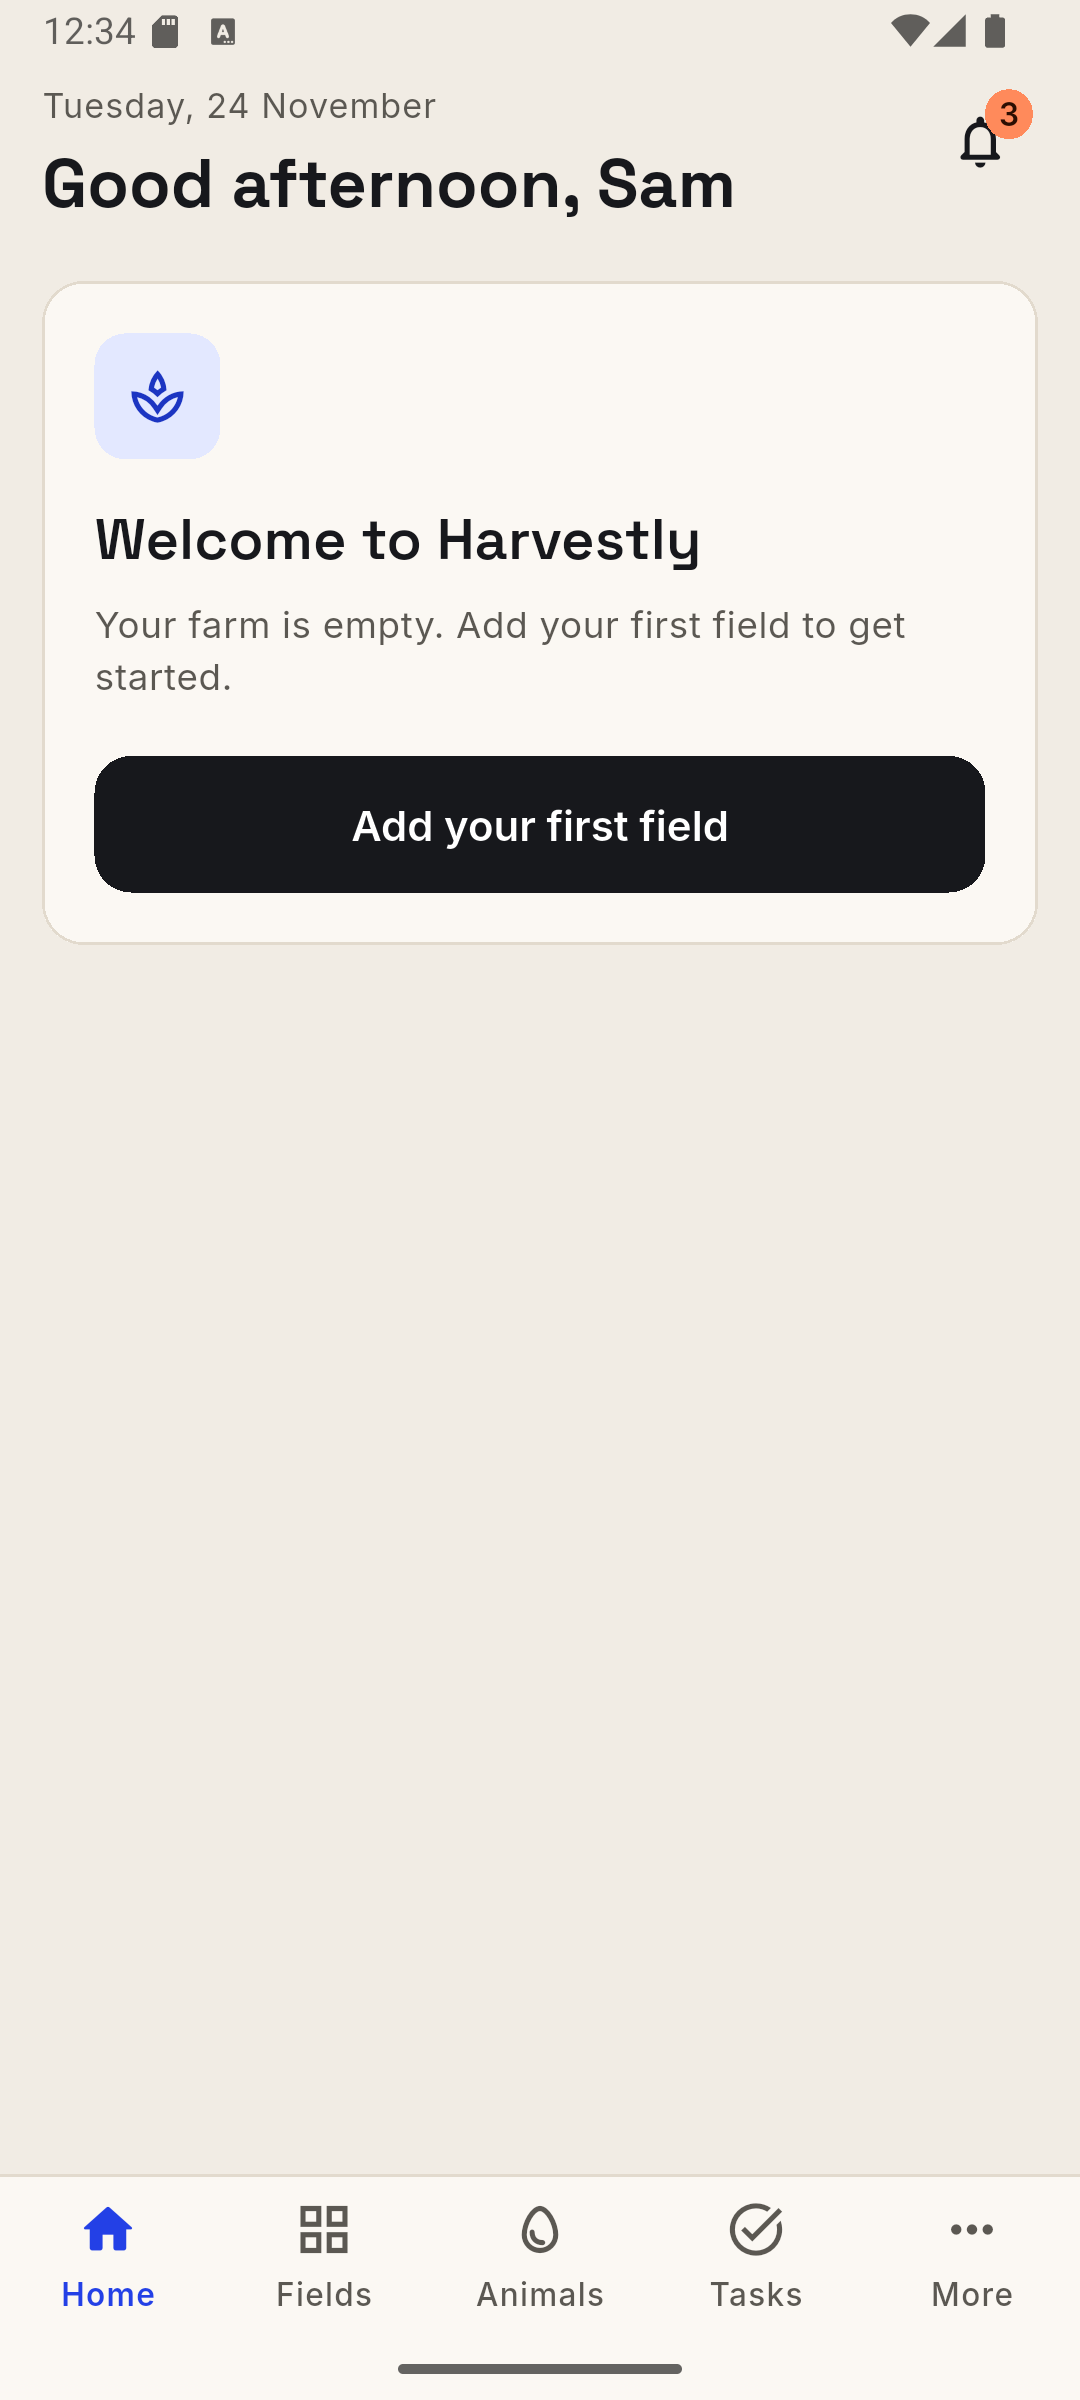 12:34
Tuesday, 24 November
3
Good afternoon, Sam
Welcome to Harvestly
Your farm is empty. Add your first field to get
started.
Add your first field
Home
Fields
Animals
Tasks
More